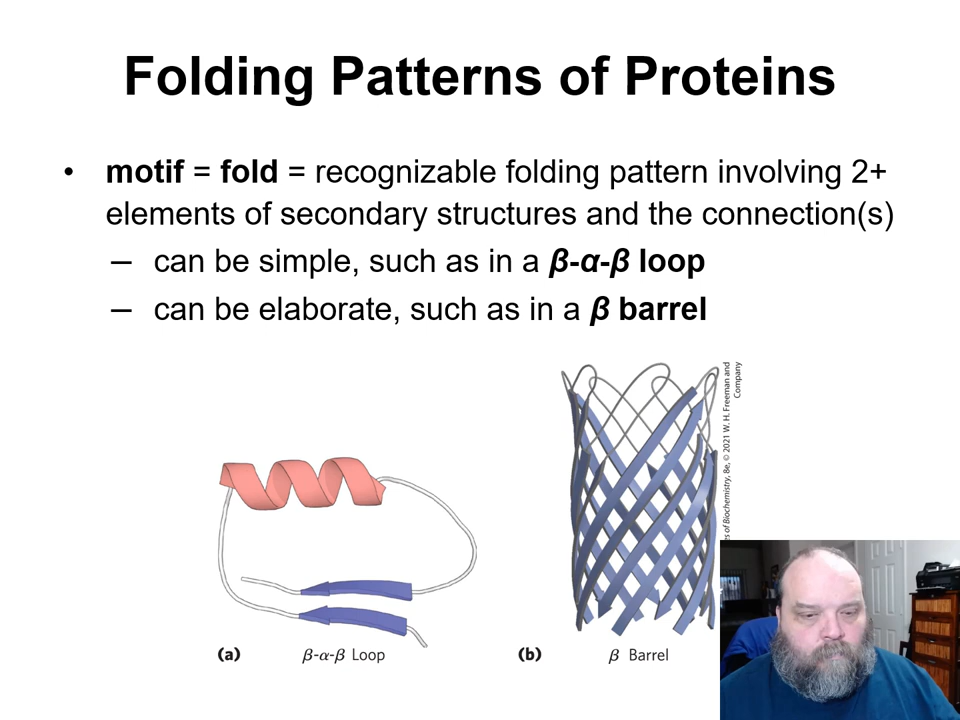 Folding Patterns of Proteins
• motif = fold = recognizable folding pattern involving 2+
elements of secondary structures and the connection(s)
– can be simple, such as in a β-α-β loop
– can be elaborate, such as in a β barrel
of Biochemistry, 8e, © 2021 W. H. Freeman and
Company
(a) β-α-β Loop
(b) β Barrel